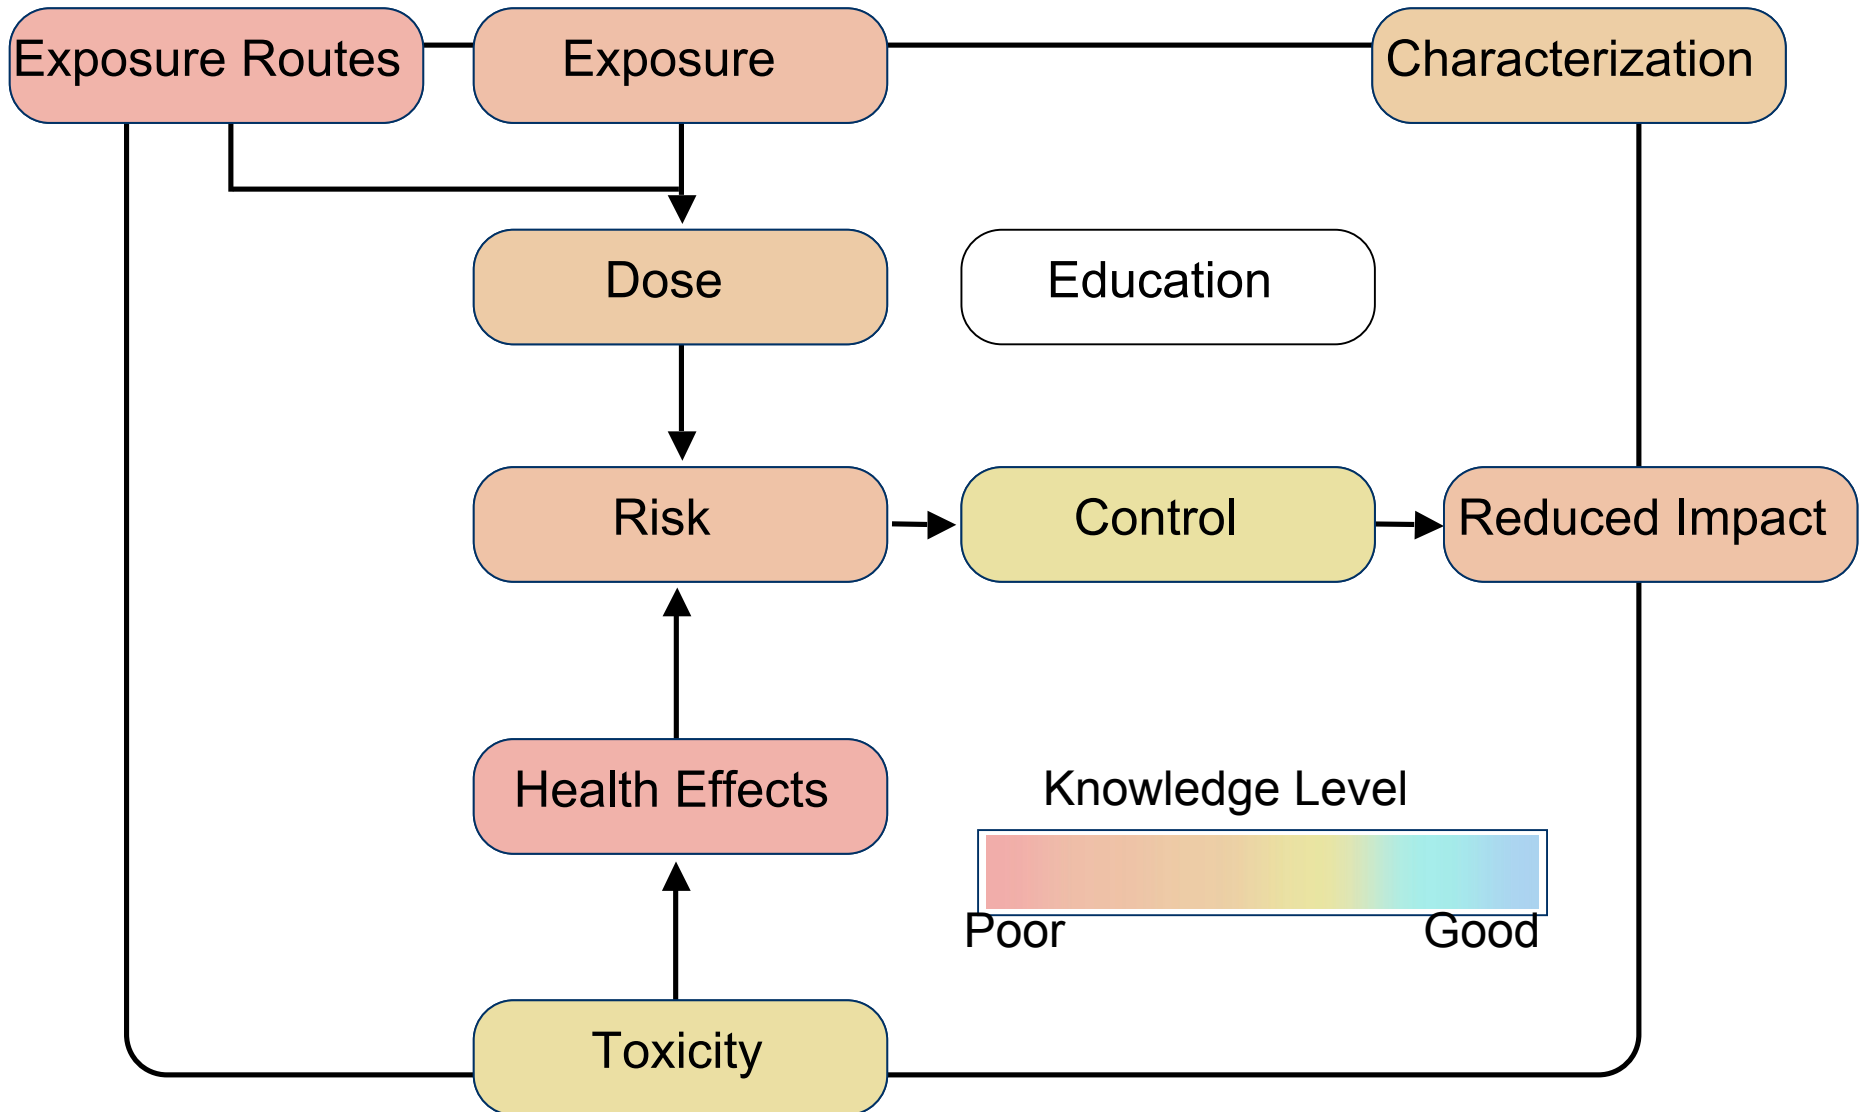 Exposure Routes
Exposure
Characterization
Dose
Education
Risk
Control
Reduced Impact
Health Effects
Knowledge Level
Poor
Good
Toxicity